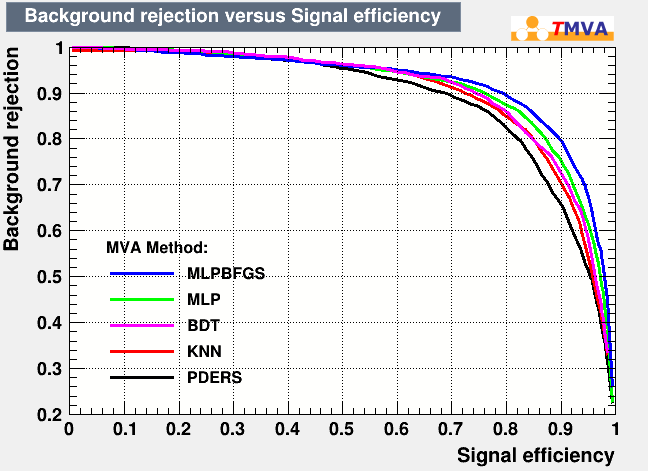 Background rejection versus Signal efficiency
TMVA
Background rejection
1
0.9
0.8
0.7
0.6
0.5
0.4
0.3
0.2
MVA Method:
MLPBFGS
MLP
BDT
KNN
PDERS
0 0.1 0.2 0.3 0.4 0.5 0.6 0.7 0.8 0.9 1
Signal efficiency